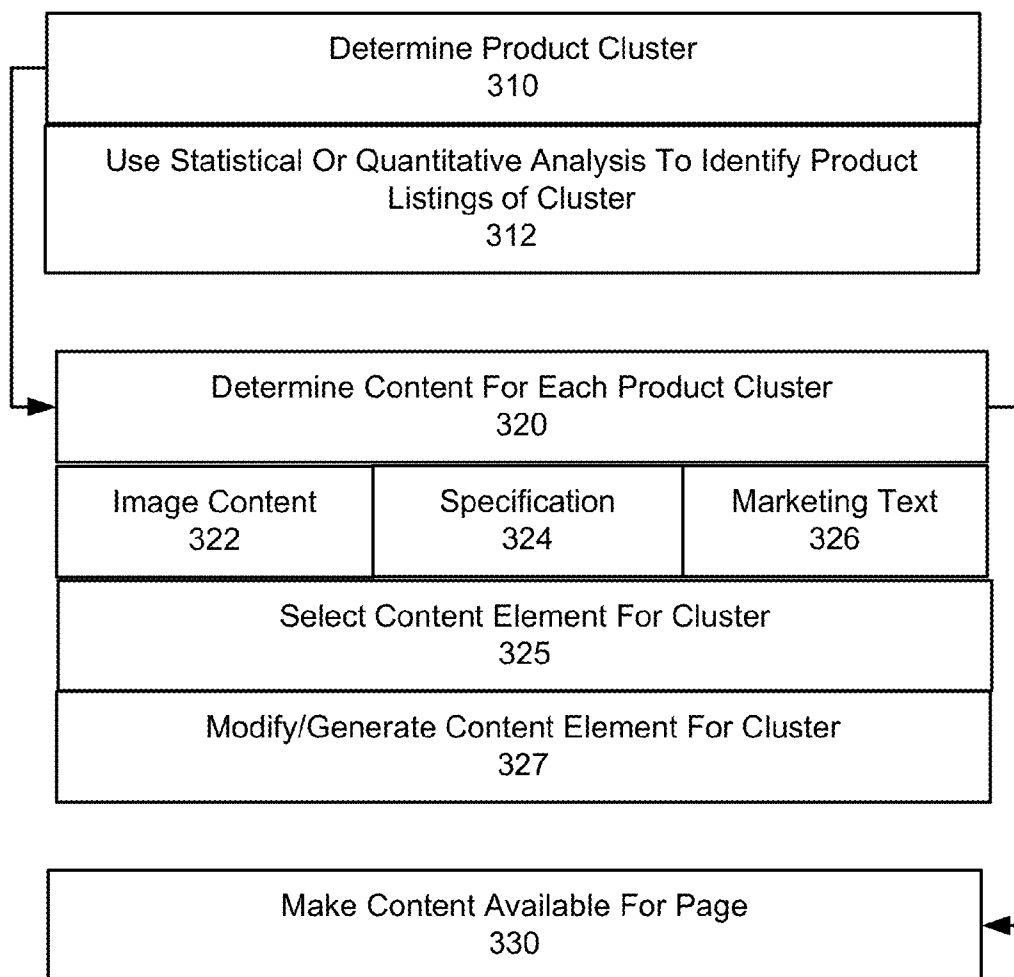 Determine Product Cluster
310
Use Statistical Or Quantitative Analysis To Identify Product
Listings of Cluster
312
Determine Content For Each Product Cluster
320
Image Content
322
Specification
324
Marketing Text
326
Select Content Element For Cluster
325
Modify/Generate Content Element For Cluster
327
Make Content Available For Page
330